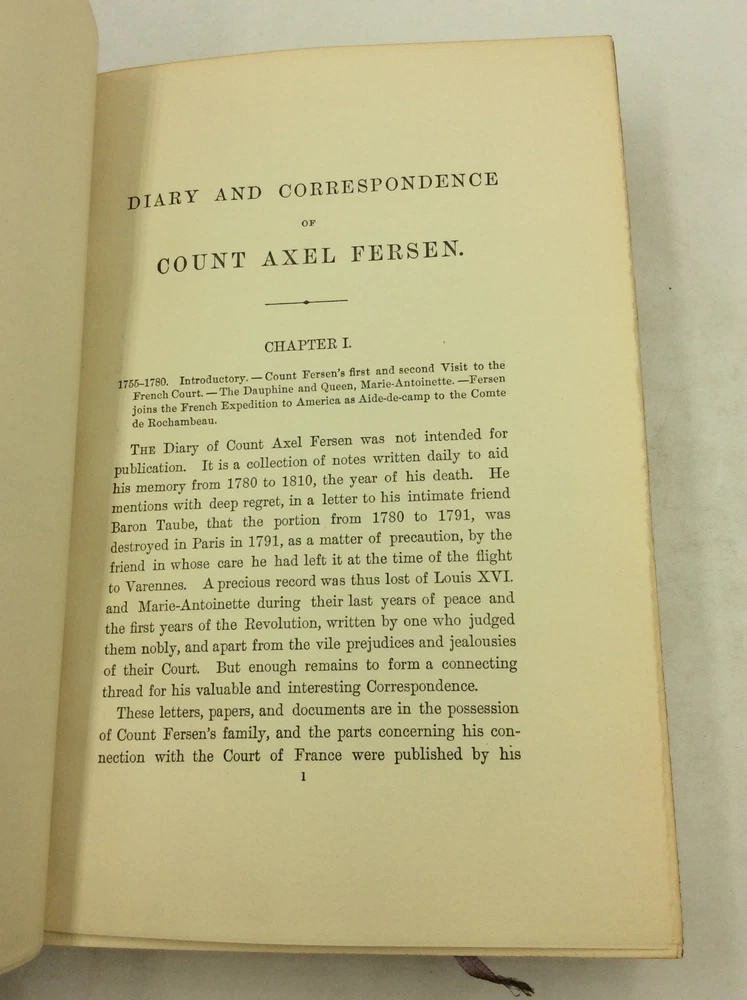 DIARY AND CORRESPONDENCE
OF
COUNT AXEL FERSEN.
CHAPTER I.
1755–1780. Introductory. — Count Fersen's first and second Visit to the
French Court. — The Dauphine and Queen, Marie-Antoinette. — Fersen
joins the French Expedition to America as Aide-de-camp to the Comte
de Rochambeau.
THE Diary of Count Axel Fersen was not intended for
publication. It is a collection of notes written daily to aid
his memory from 1780 to 1810, the year of his death. He
mentions with deep regret, in a letter to his intimate friend
Baron Taube, that the portion from 1780 to 1791, was
destroyed in Paris in 1791, as a matter of precaution, by the
friend in whose care he had left it at the time of the flight
to Varennes. A precious record was thus lost of Louis XVI.
and Marie-Antoinette during their last years of peace and
the first years of the Revolution, written by one who judged
them nobly, and apart from the vile prejudices and jealousies
of their Court. But enough remains to form a connecting
thread for his valuable and interesting Correspondence.
These letters, papers, and documents are in the possession
of Count Fersen's family, and the parts concerning his con-
nection with the Court of France were published by his
1